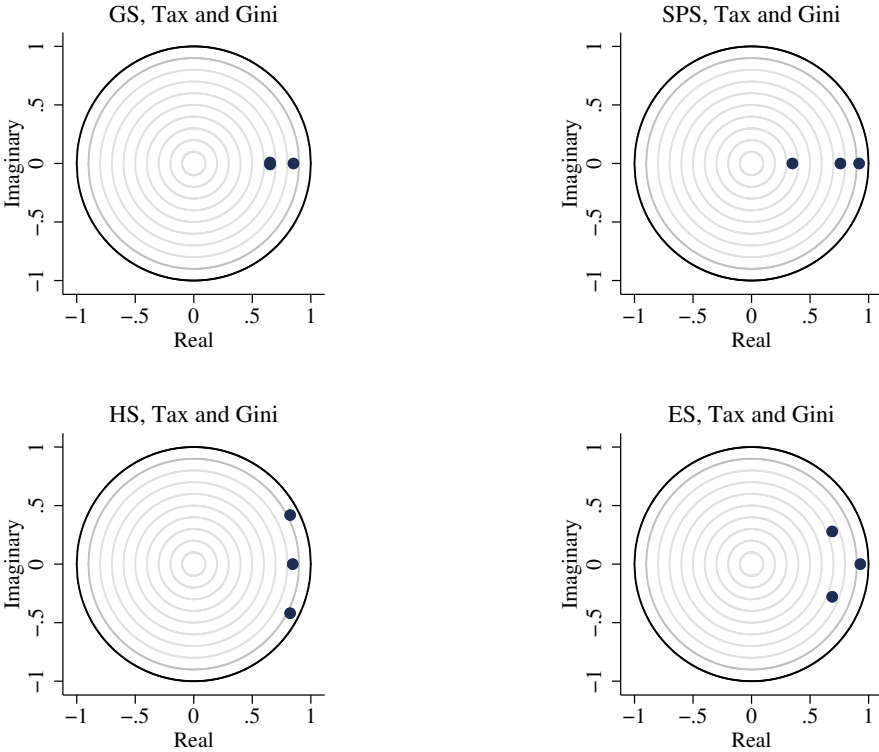 GS, Tax and Gini
Imaginary
1
.5
0
−.5
−1
−1 −.5 0 .5 1
Real
SPS, Tax and Gini
Imaginary
1
.5
0
−.5
−1
−1 −.5 0 .5 1
Real
HS, Tax and Gini
Imaginary
1
.5
0
−.5
−1
−1 −.5 0 .5 1
Real
ES, Tax and Gini
Imaginary
1
.5
0
−.5
−1
−1 −.5 0 .5 1
Real